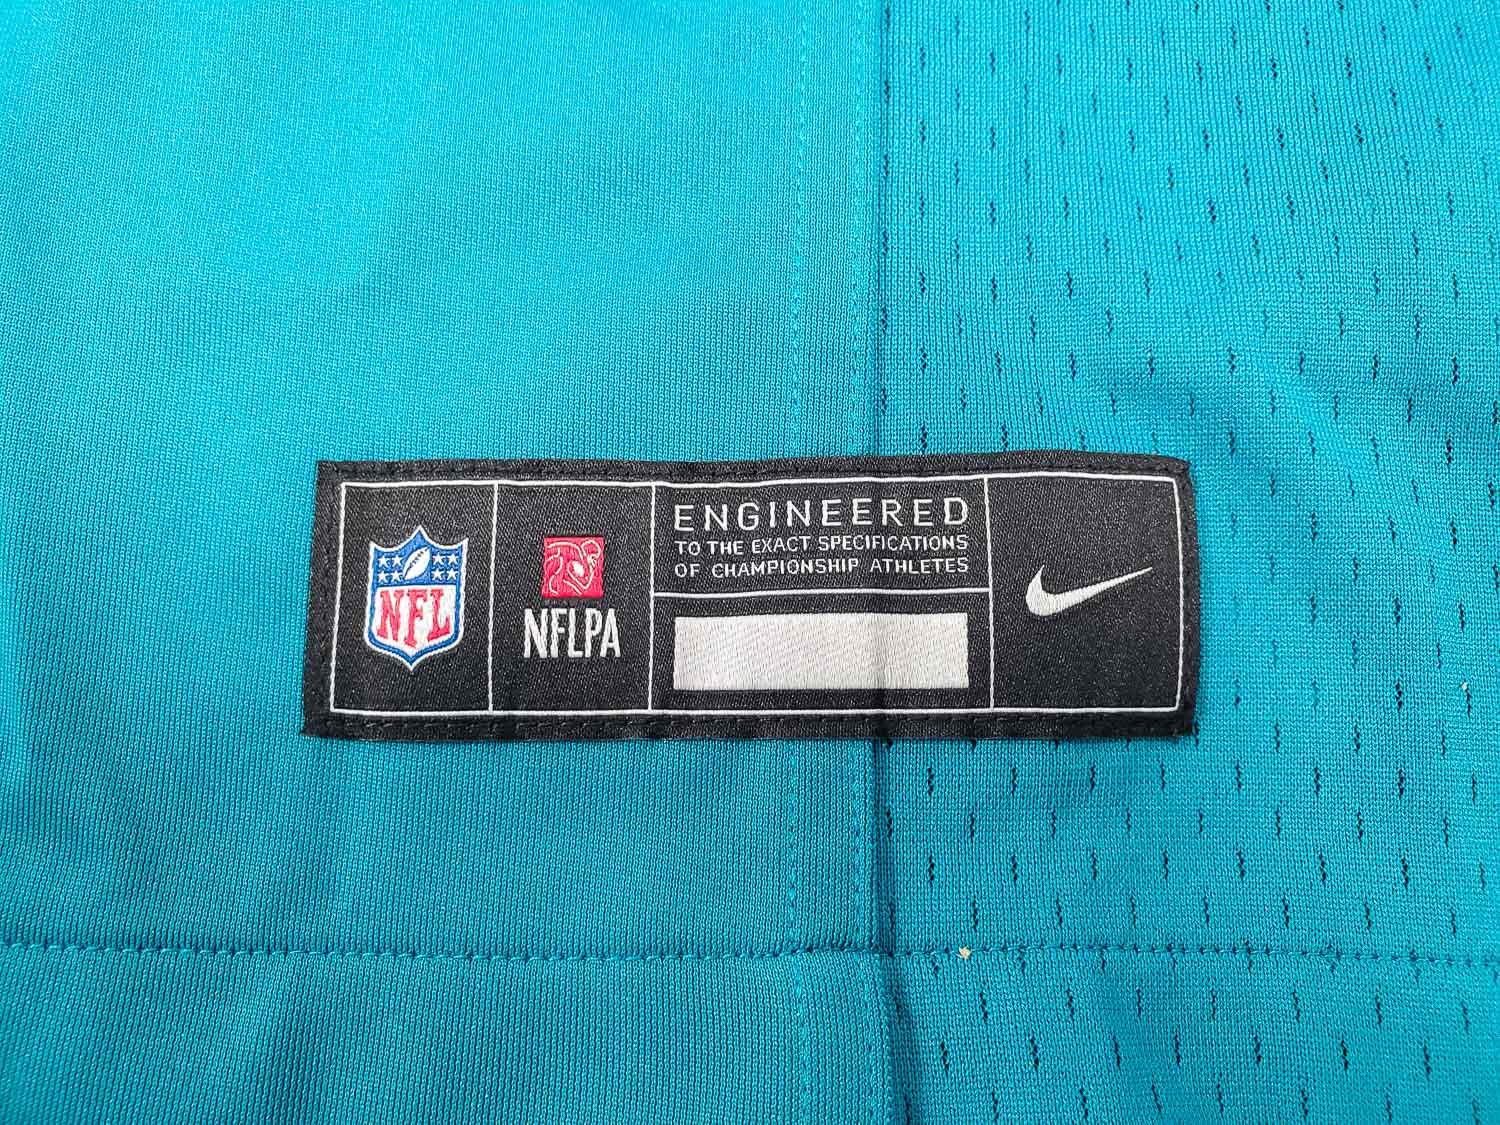 NFL
NFLPA
ENGINEERED
TO THE EXACT SPECIFICATIONS
OF CHAMPIONSHIP ATHLETES